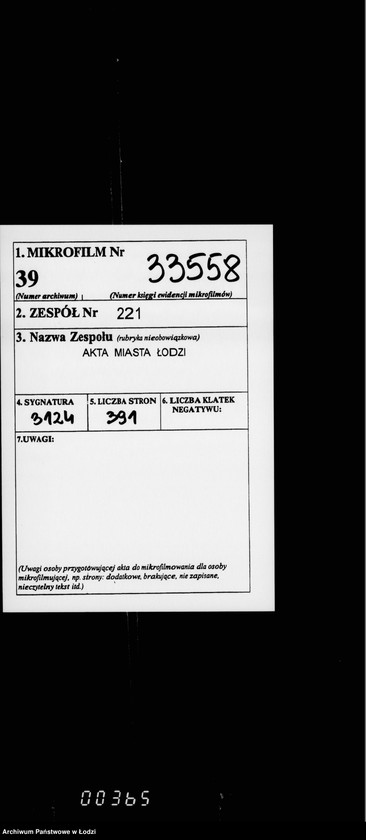 1. MIKROFILM Nr
39
33558
(Numer archiwum) (Numer księgi ewidencji mikrofilmów)
2. ZESPÓŁ Nr 221
3. Nazwa Zespołu (rubryka nieobowiązkowa)
AKTA MIASTA ŁODZI
4. SYGNATURA
3124
5. LICZBA STRON
391
6. LICZBA KLATEK
NEGATYWU:
7.UWAGI:
(Uwagi osoby przygotowującej akta do mikrofilmowania dla osoby
mikrofilmującej, np. strony: dodatkowe, brakujące, nie zapisane,
nieczytelny tekst itd.)
00365
Archiwum Państwowe w Łodzi